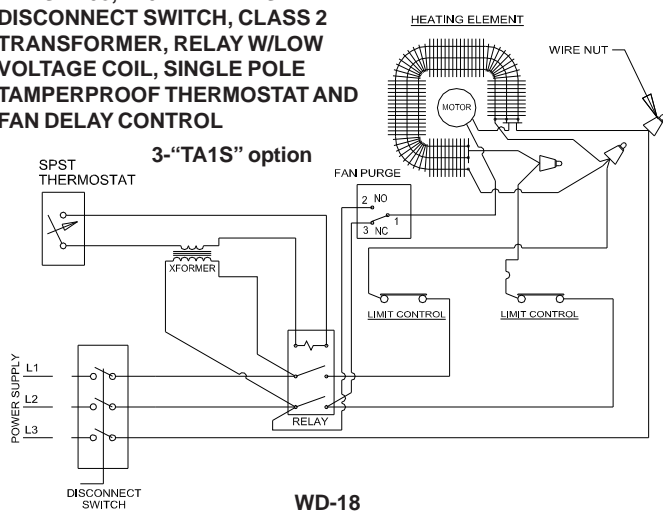 DISCONNECT SWITCH, CLASS 2
TRANSFORMER, RELAY W/LOW
VOLTAGE COIL, SINGLE POLE
TAMPERPROOF THERMOSTAT AND
FAN DELAY CONTROL
3-“TA1S” option
HEATING ELEMENT
WIRE NUT
MOTOR
SPST
THERMOSTAT
FAN PURGE
2 NO
1
3 NC
XFORMER
LIMIT CONTROL
LIMIT CONTROL
RELAY
POWER SUPPLY
L1
L2
L3
DISCONNECT
SWITCH
WD-18